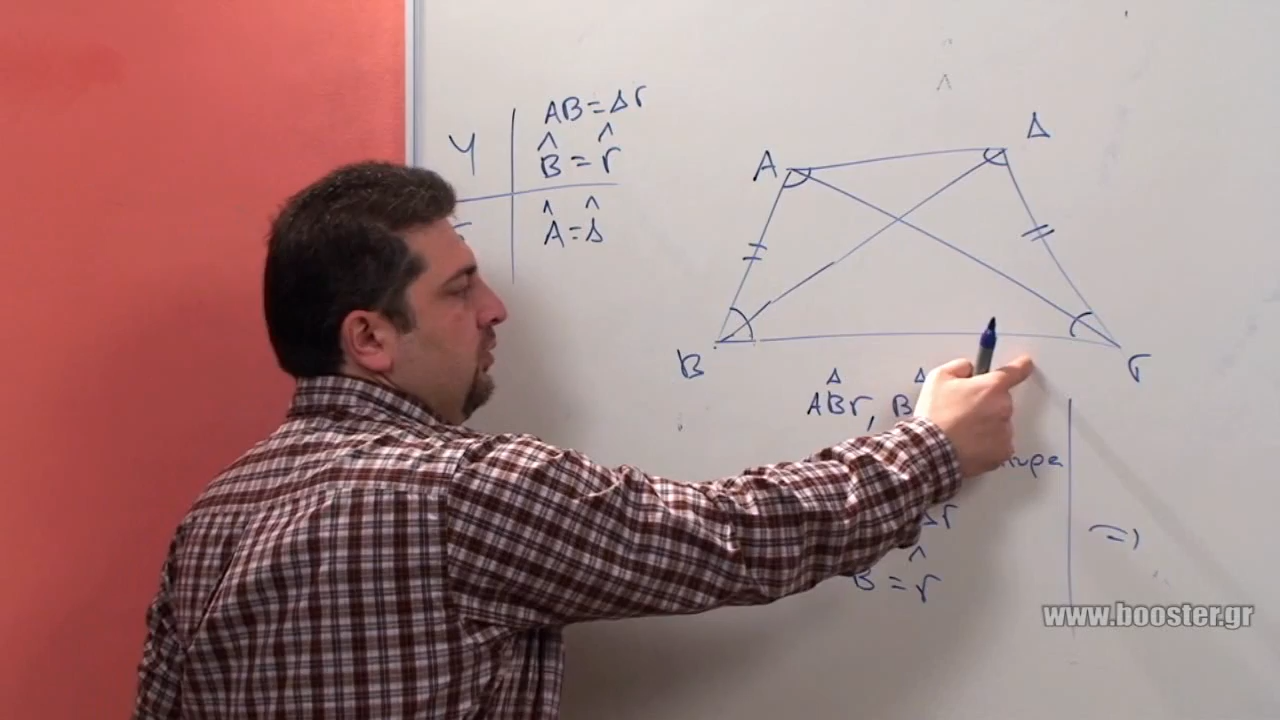 Υ
ΑΒ=ΔΓ
Β̂ = Γ̂
Â=Δ̂
Α
Δ
Β
Γ
ΑΒΓ, Β
ΔΓ
=>
Β̂ = Γ̂
www.booster.gr